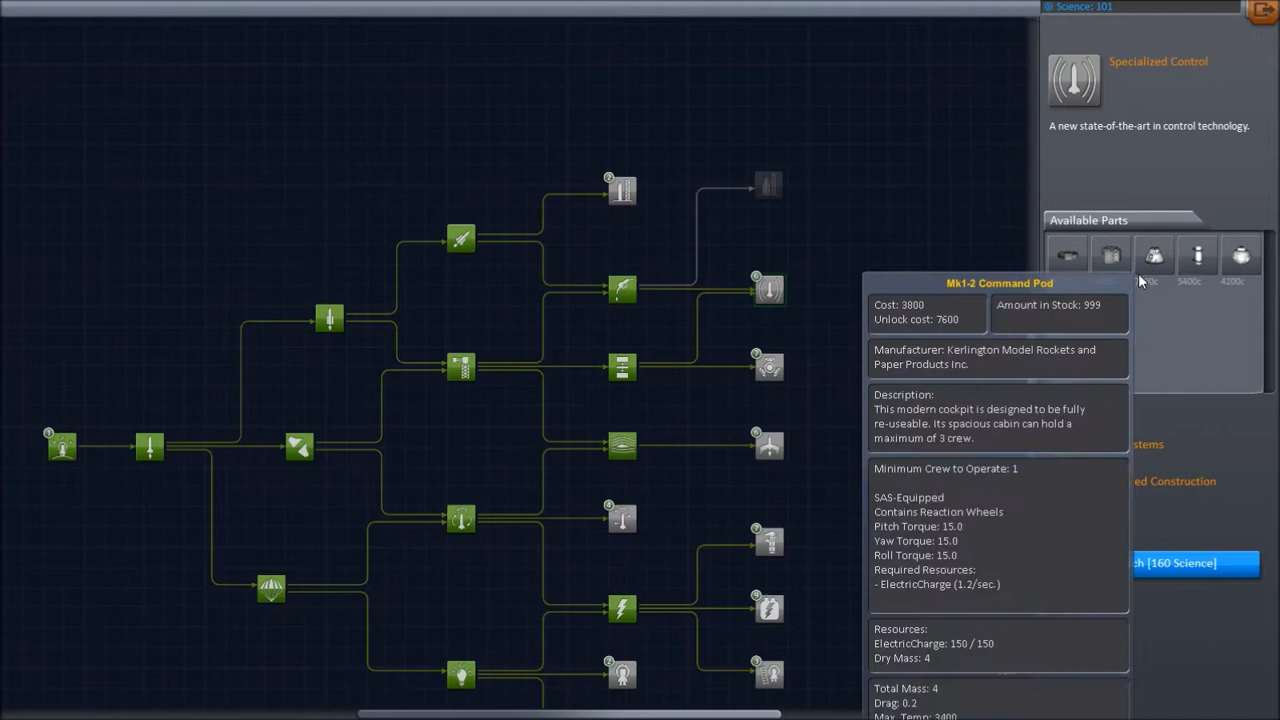 Science: 101
Specialized Control
A new state-of-the-art in control technology.
Available Parts
5400c
4200c
Mk1-2 Command Pod
Cost: 3800
Unlock cost: 7600
Amount in Stock: 999
Manufacturer: Kerlington Model Rockets and
Paper Products Inc.
Description:
This modern cockpit is designed to be fully
re-useable. Its spacious cabin can hold a
maximum of 3 crew.
Minimum Crew to Operate: 1
SAS-Equipped
Contains Reaction Wheels
Pitch Torque: 15.0
Yaw Torque: 15.0
Roll Torque: 15.0
Required Resources:
- ElectricCharge (1.2/sec.)
Resources:
ElectricCharge: 150 / 150
Dry Mass: 4
Total Mass: 4
Drag: 0.2
Max. Temp: 3400
stems
ed Construction
ch [160 Science]